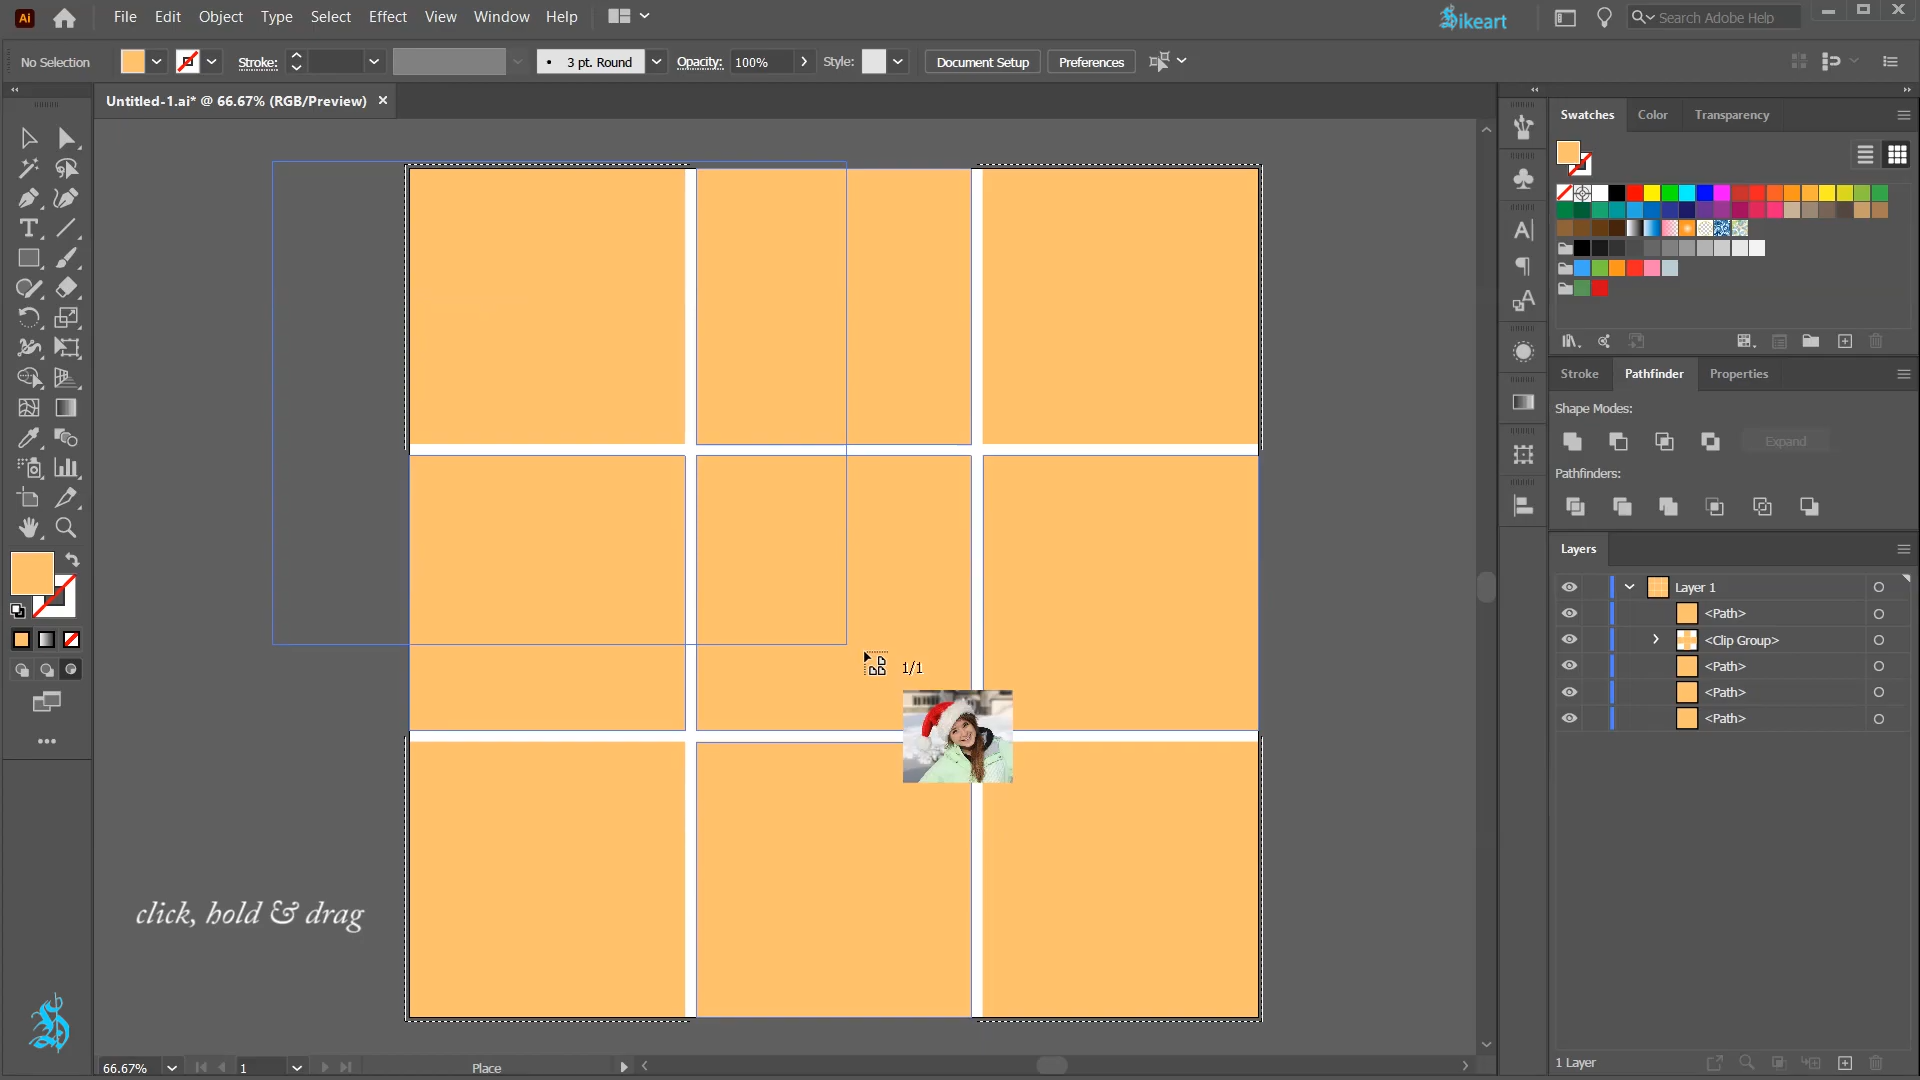 Ai
File Edit Object Type Select Effect View Window Help
Sikeart
Search Adobe Help
No Selection
Stroke:
3 pt. Round
Opacity: 100%
Style:
Document Setup
Preferences
Untitled-1.ai* @ 66.67% (RGB/Preview)
Swatches Color Transparency
Stroke Pathfinder Properties
Shape Modes:
Expand
Pathfinders:
Layers
Layer 1
<Path>
<Clip Group>
<Path>
<Path>
<Path>
1/1
click, hold & drag
66.67%
1
Place
1 Layer